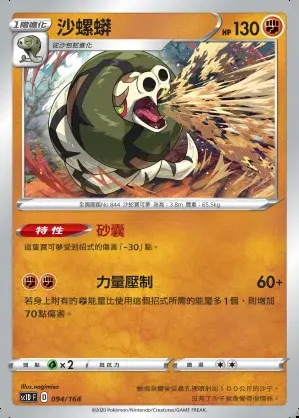 1階進化
沙螺蟒
HP 130
從沙包蛇進化
全國圖鑑No.844 沙蛇寶可夢 身高：3.8m 體重：65.5kg
特性 砂囊
這隻寶可夢受到招式的傷害「-30」點。
力量壓制 60+
若身上附有的能量比使用這個招式所需的能量多1個，則增加
70點傷害。
弱點 ×2 抵抗力 撤退
Illus.nagimiso
sc1D F D 094/164
©2020 Pokémon/Nintendo/Creatures/GAME FREAK.